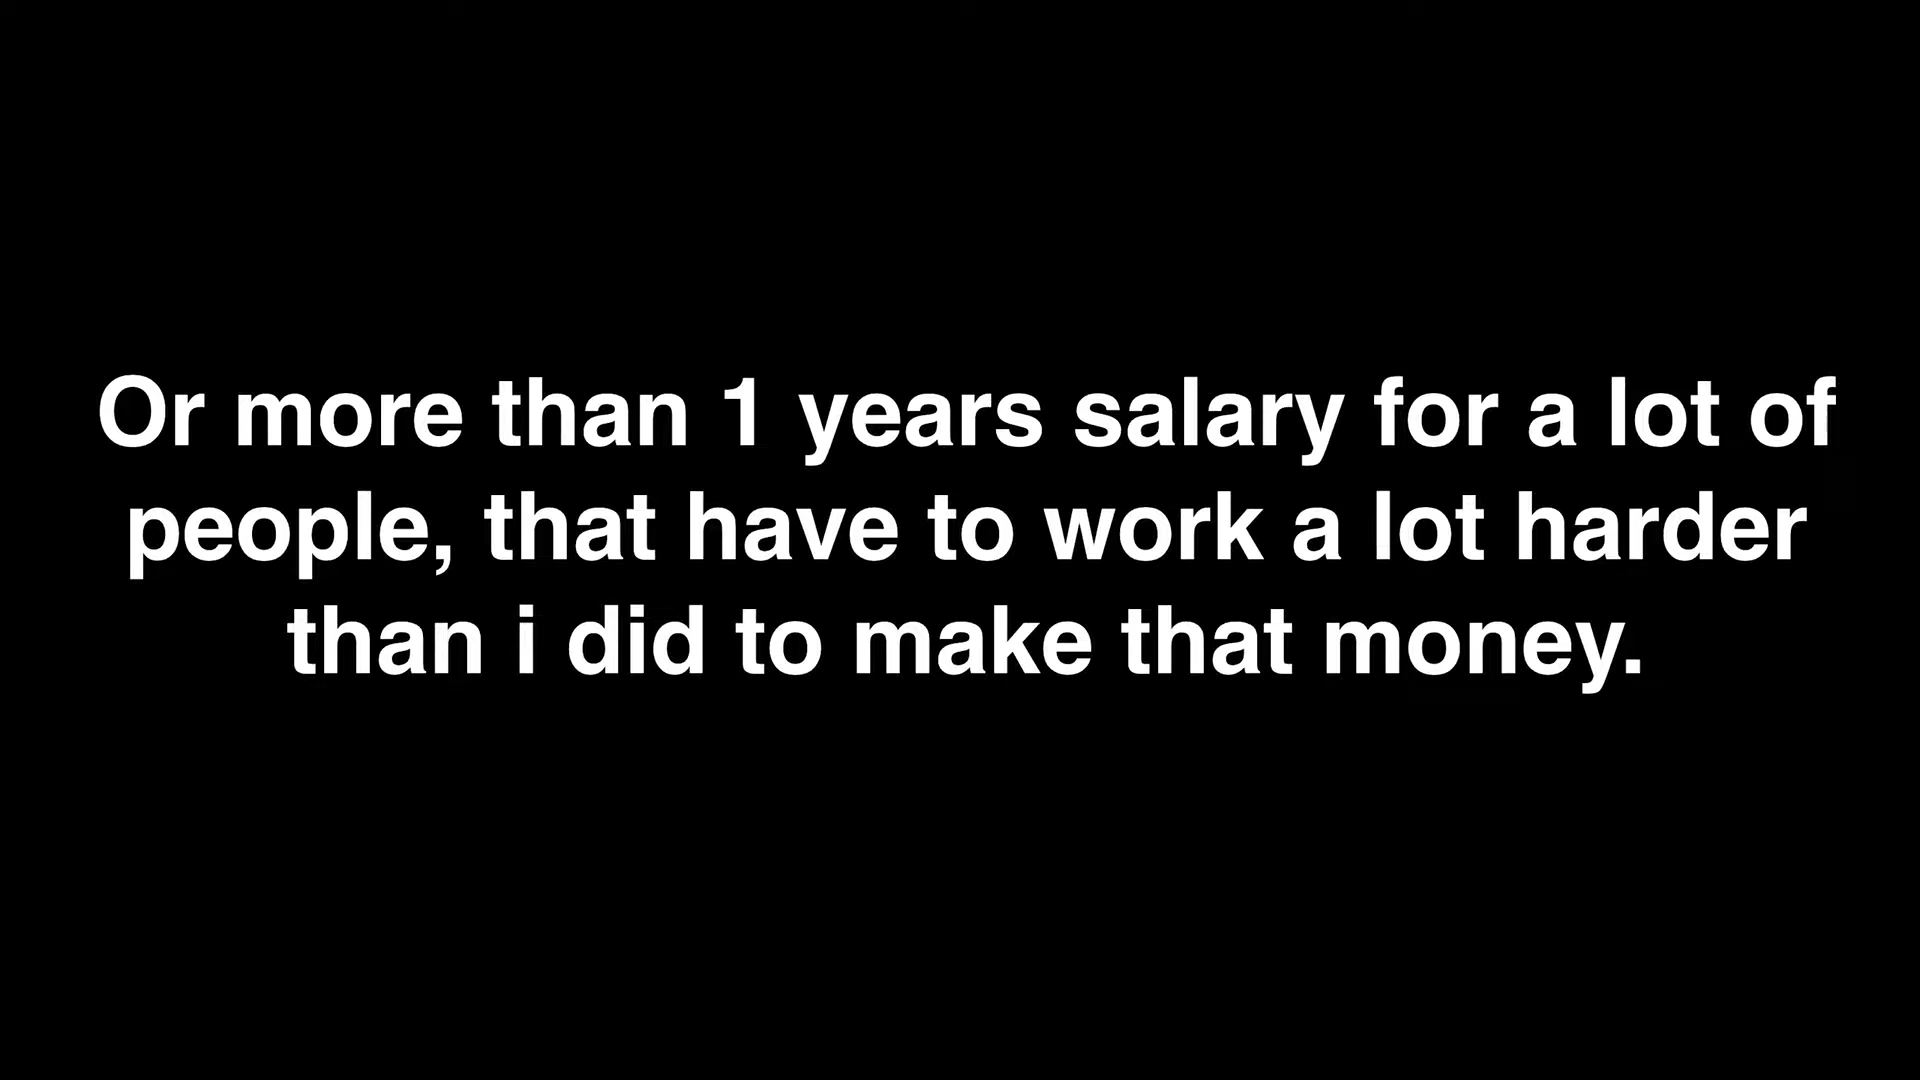 Or more than 1 years salary for a lot of
people, that have to work a lot harder
than i did to make that money.